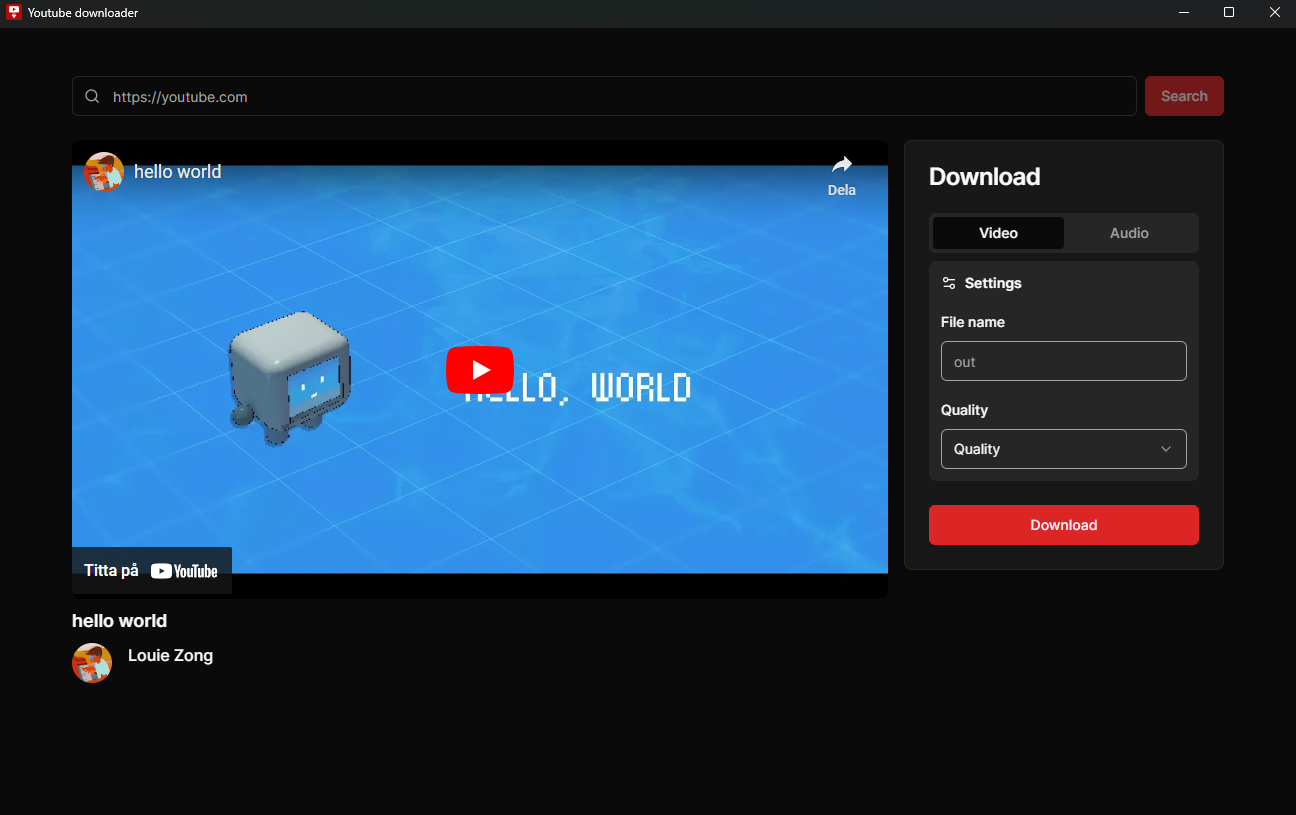 Youtube downloader
https://youtube.com
Search
hello world
Dela
HELLO, WORLD
Titta på YouTube
hello world
Louie Zong
Download
Video
Audio
Settings
File name
out
Quality
Quality
Download